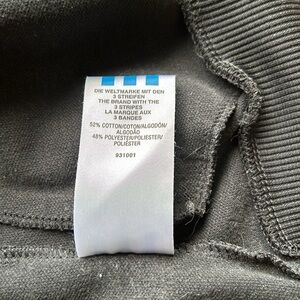 DIE WELTMARKE MIT DEN
3 STREIFEN
THE BRAND WITH THE
3 STRIPES
LA MARQUE AUX
3 BANDES
52% COTTON/COTON/ALGODÓN/
ALGODÃO
48% POLYESTER/POLIESTER/
POLIÉSTER
931001